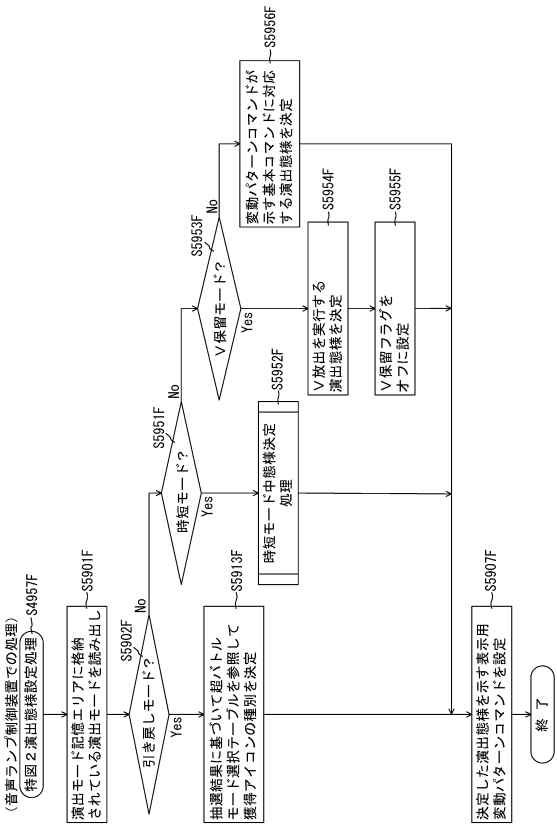 (音声ランプ制御装置での処理)
特図2演出態様設定処理
S4957F
演出モード記憶エリアに格納
されている演出モードを読み出し
S5901F
引き戻しモード?
S5902F
No
Yes
抽選結果に基づいて超バトル
モード選択テーブルを参照して
獲得アイコンの種別を決定
S5913F
時短モード?
S5951F
No
Yes
時短モード中態様決定
処理
S5952F
V保留モード?
S5953F
No
Yes
V放出を実行する
演出態様を決定
S5954F
V保留フラグを
オフに設定
S5955F
変動パターンコマンドが
示す基本コマンドに対応
する演出態様を決定
S5956F
決定した演出態様を示す表示用
変動パターンコマンドを設定
S5907F
終了